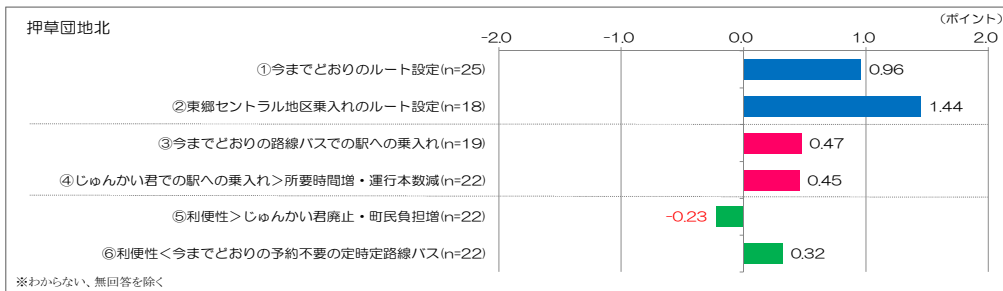 押草団地北
(ポイント)
-2.0 -1.0 0.0 1.0 2.0
①今までどおりのルート設定(n=25) 0.96
②東郷セントラル地区乗入れのルート設定(n=18) 1.44
③今までどおりの路線バスでの駅への乗入れ(n=19) 0.47
④じゅんかい君での駅への乗入れ>所要時間増・運行本数減(n=22) 0.45
⑤利便性>じゅんかい君廃止・町民負担増(n=22) -0.23
⑥利便性<今までどおりの予約不要の定時定路線バス(n=22) 0.32
※わからない、無回答を除く